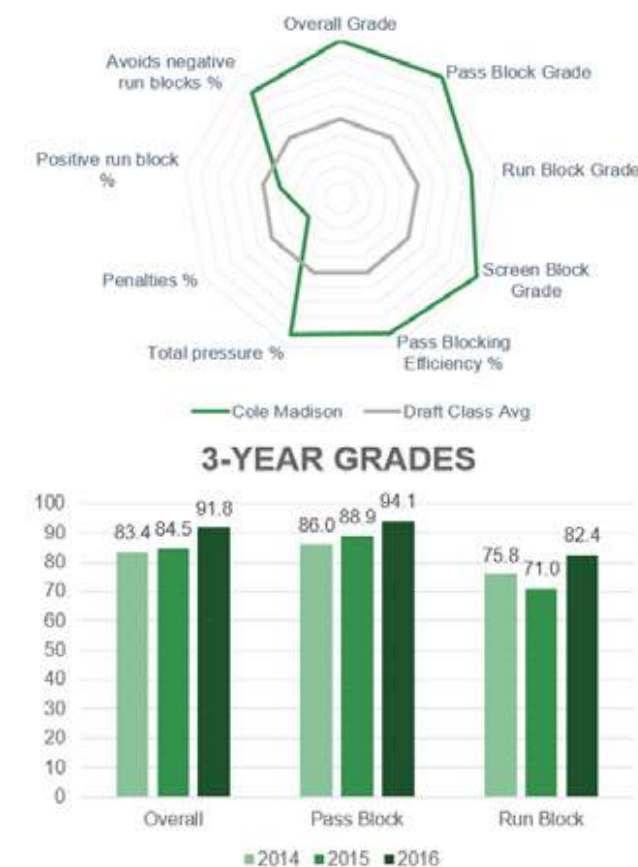 Overall Grade
Avoids negative
run blocks %
Pass Block Grade
Positive run block
%
Run Block Grade
Screen Block
Grade
Penalties %
Total pressure %
Pass Blocking
Efficiency %
Cole Madison Draft Class Avg
3-YEAR GRADES
100
90
80
70
60
50
40
30
20
10
0
83.4 84.5 91.8
86.0 88.9 94.1
75.8 71.0 82.4
Overall Pass Block Run Block
2014 2015 2016